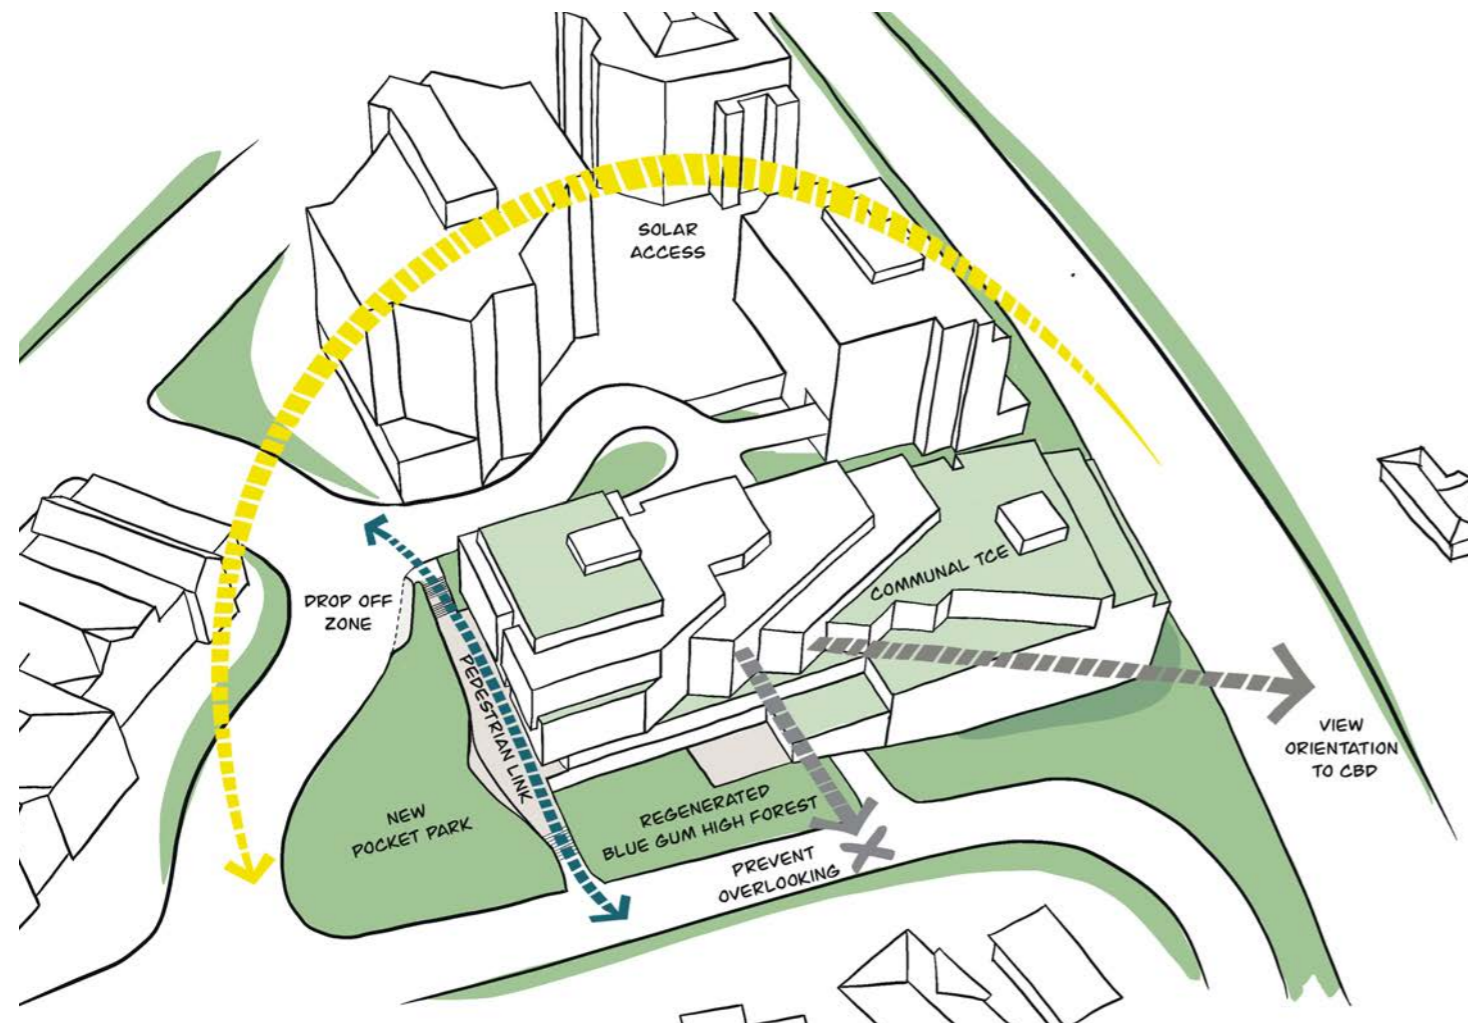 SOLAR
ACCESS
COMMUNAL TCE
DROP OFF
ZONE
PEDESTRIAN LINK
VIEW
ORIENTATION
TO CBD
NEW
POCKET PARK
REGENERATED
BLUE GUM HIGH FOREST
PREVENT
OVERLOOKING